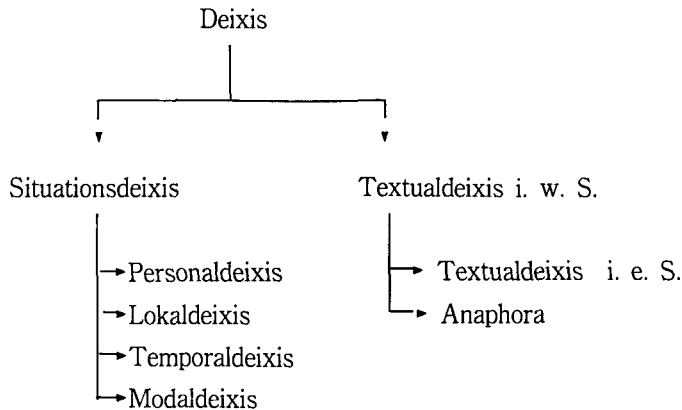 Deixis
Situationsdeixis
Textualdeixis i. w. S.
Personaldeixis
Lokaldeixis
Temporaldeixis
Modaldeixis
Textualdeixis i. e. S.
Anaphora